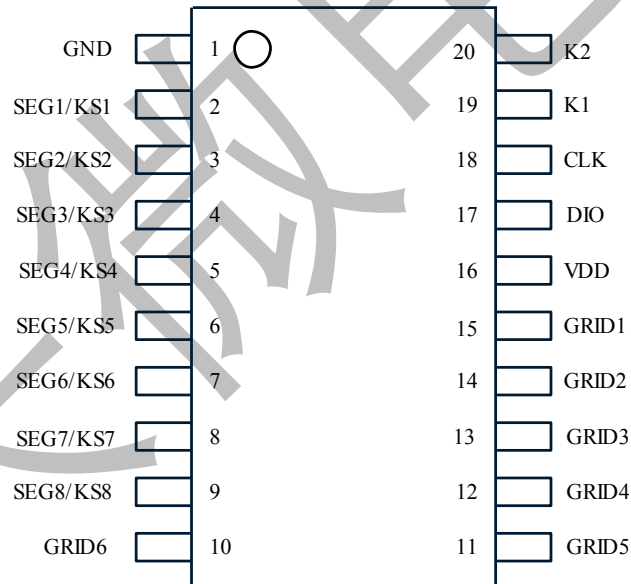 GND 1 20 K2
SEG1/KS1 2 19 K1
SEG2/KS2 3 18 CLK
SEG3/KS3 4 17 DIO
SEG4/KS4 5 16 VDD
SEG5/KS5 6 15 GRID1
SEG6/KS6 7 14 GRID2
SEG7/KS7 8 13 GRID3
SEG8/KS8 9 12 GRID4
GRID6 10 11 GRID5
微